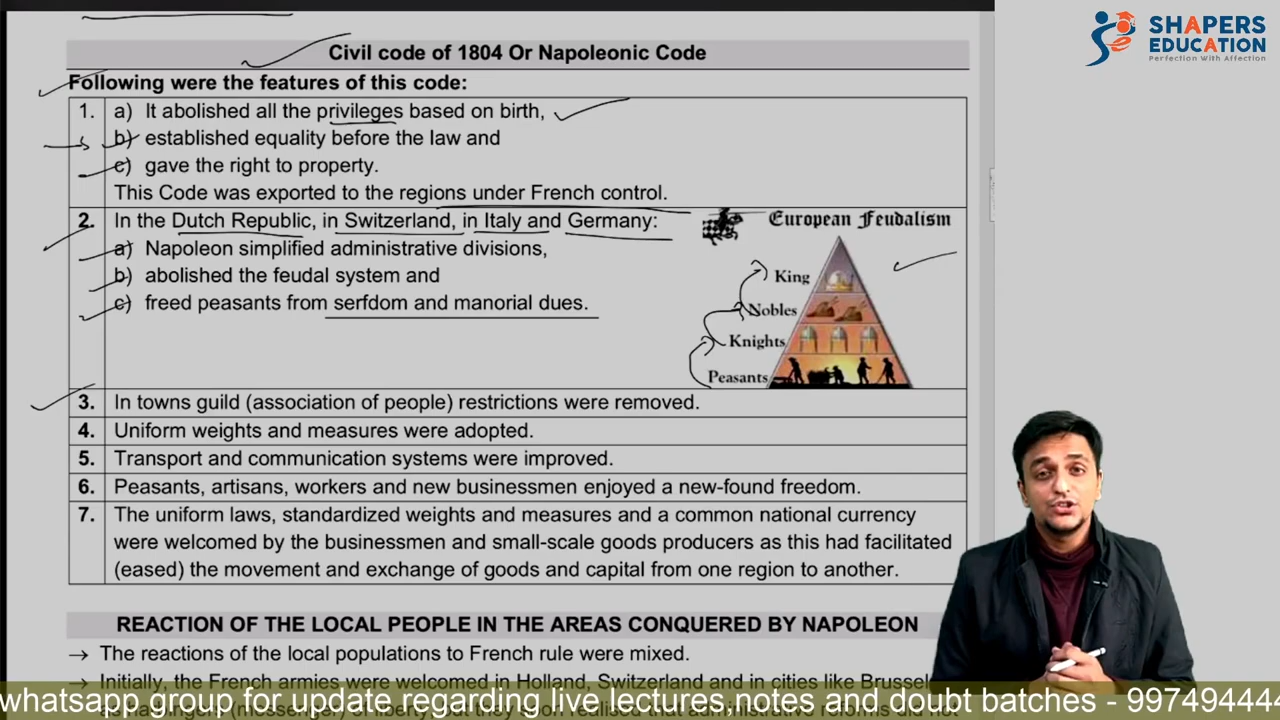 SHAPERS
EDUCATION
Perfection With Affection
Civil code of 1804 Or Napoleonic Code
Following were the features of this code:
1. a) It abolished all the privileges based on birth,
b) established equality before the law and
c) gave the right to property.
This Code was exported to the regions under French control.
2. In the Dutch Republic, in Switzerland, in Italy and Germany:
a) Napoleon simplified administrative divisions,
b) abolished the feudal system and
c) freed peasants from serfdom and manorial dues.
European Feudalism
King
Nobles
Knights
Peasants
3. In towns guild (association of people) restrictions were removed.
4. Uniform weights and measures were adopted.
5. Transport and communication systems were improved.
6. Peasants, artisans, workers and new businessmen enjoyed a new-found freedom.
7. The uniform laws, standardized weights and measures and a common national currency
were welcomed by the businessmen and small-scale goods producers as this had facilitated
(eased) the movement and exchange of goods and capital from one region to another.
REACTION OF THE LOCAL PEOPLE IN THE AREAS CONQUERED BY NAPOLEON
→ The reactions of the local populations to French rule were mixed.
→ Initially, the French armies were welcomed in Holland, Switzerland and in cities like Brussel
whatsapp group for update regarding live lectures,notes and doubt batches - 997494444